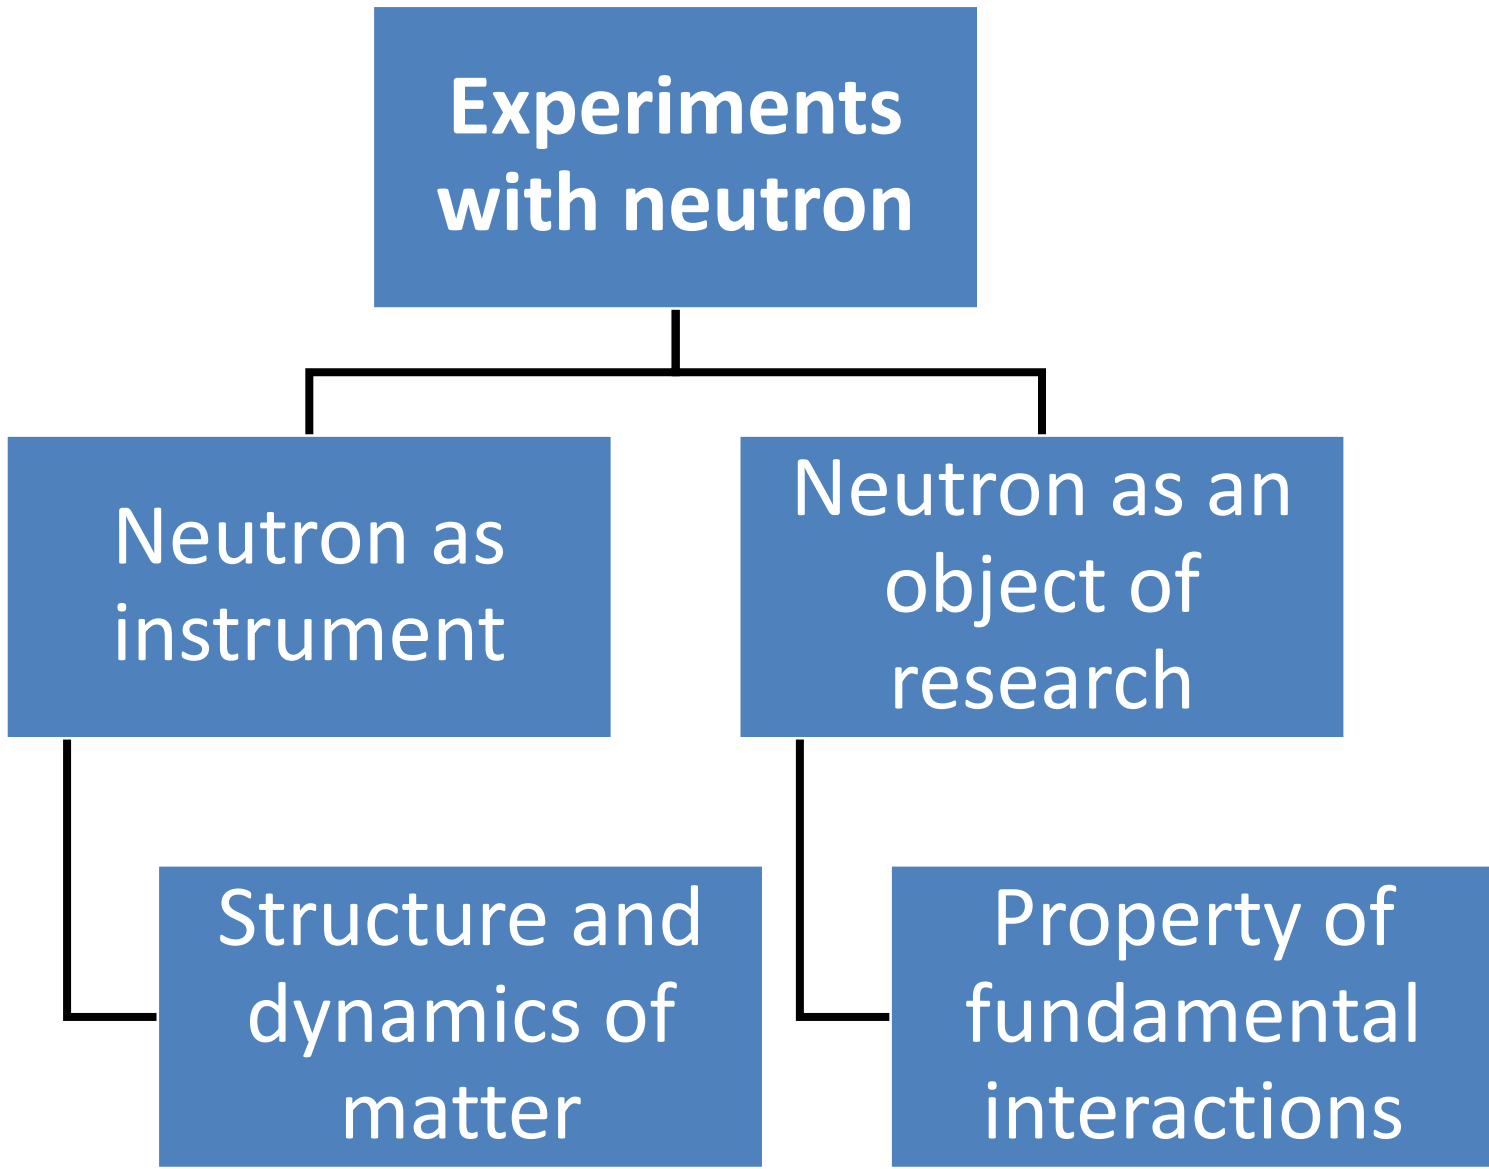 Experiments
with neutron
Neutron as
instrument
Neutron as an
object of
research
Structure and
dynamics of
matter
Property of
fundamental
interactions